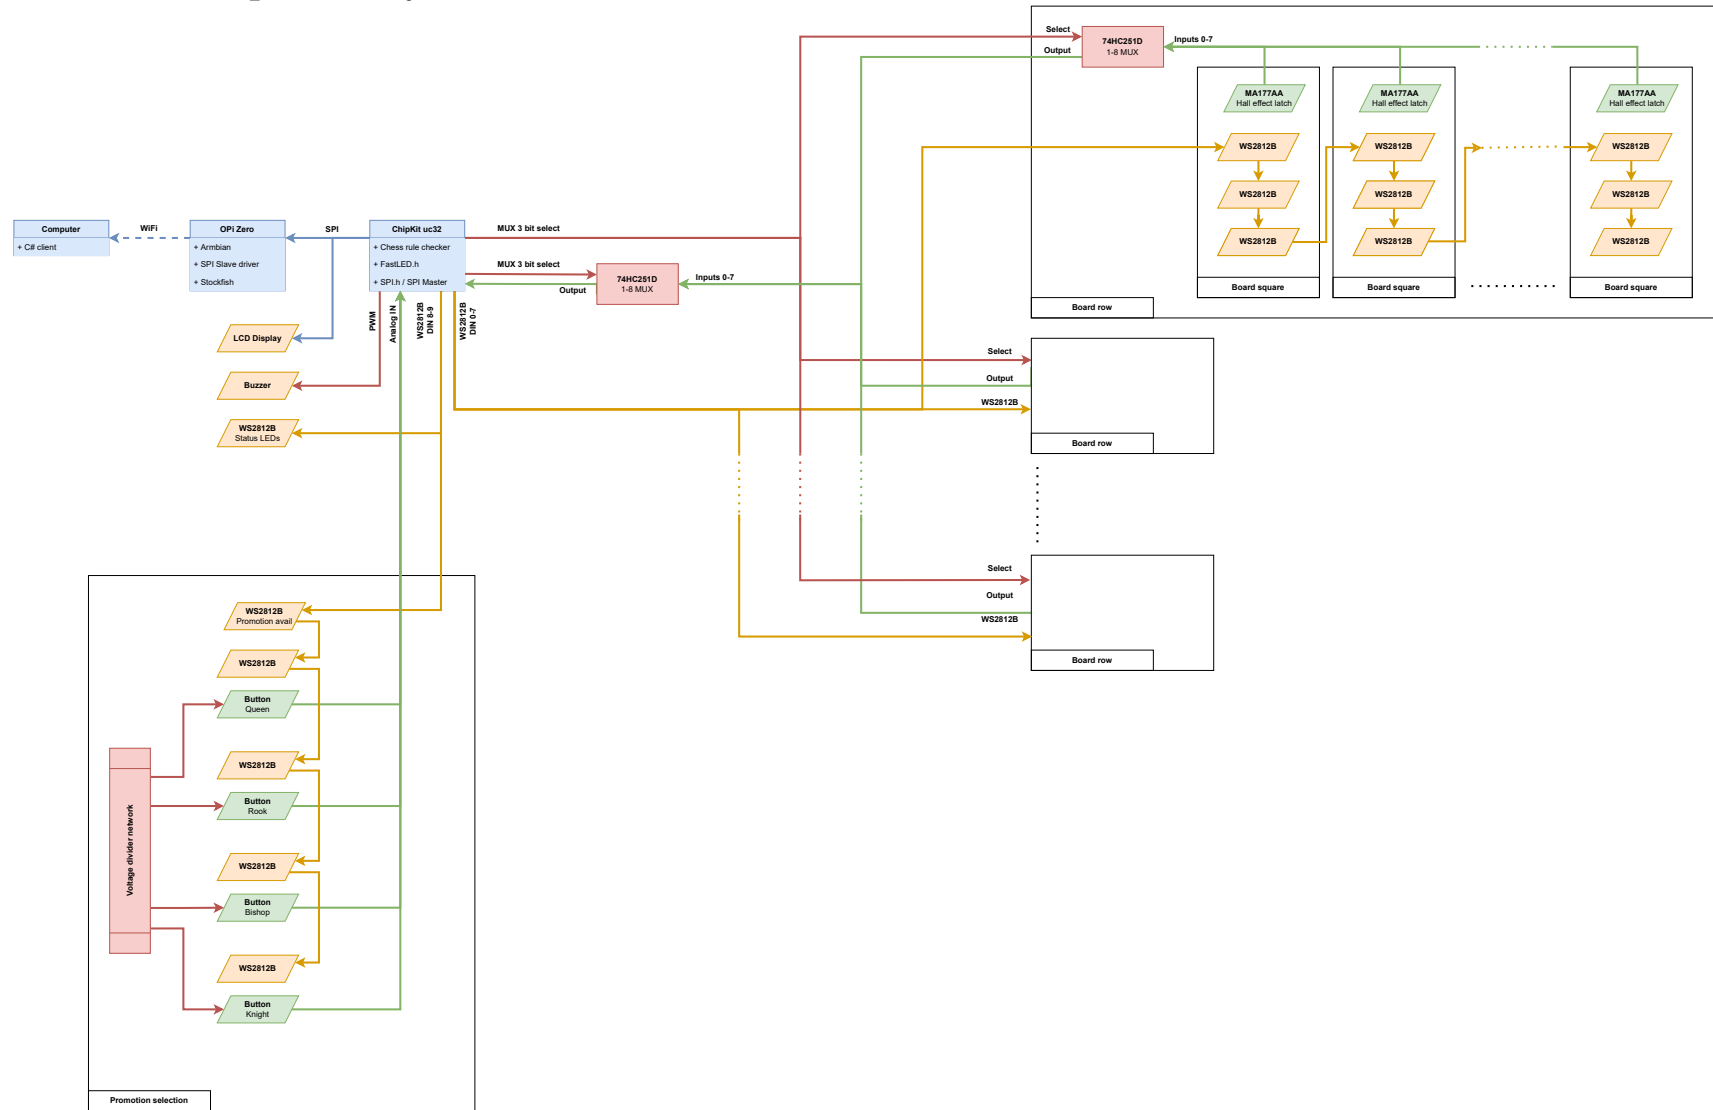 Select
74HC251D
1-8 MUX
Inputs 0-7
Output
MA177AA
Hall effect latch
MA177AA
Hall effect latch
MA177AA
Hall effect latch
WS2812B
WS2812B
WS2812B
WS2812B
WS2812B
WS2812B
WS2812B
WS2812B
WS2812B
Board square
Board square
Board square
Board row
Computer
+ C# client
WiFi
OPi Zero
+ Armbian
+ SPI Slave driver
+ Stockfish
SPI
ChipKit uc32
+ Chess rule checker
+ FastLED.h
+ SPI.h / SPI Master
MUX 3 bit select
MUX 3 bit select
Output
74HC251D
1-8 MUX
Inputs 0-7
PWM
Analog IN
WS2812B
DIN 8-9
WS2812B
DIN 0-7
LCD Display
Buzzer
WS2812B
Status LEDs
Select
Output
WS2812B
Board row
Select
Output
WS2812B
Board row
WS2812B
Promotion avail
WS2812B
Button
Queen
WS2812B
Button
Rook
WS2812B
Button
Bishop
WS2812B
Button
Knight
Voltage divider network
Promotion selection